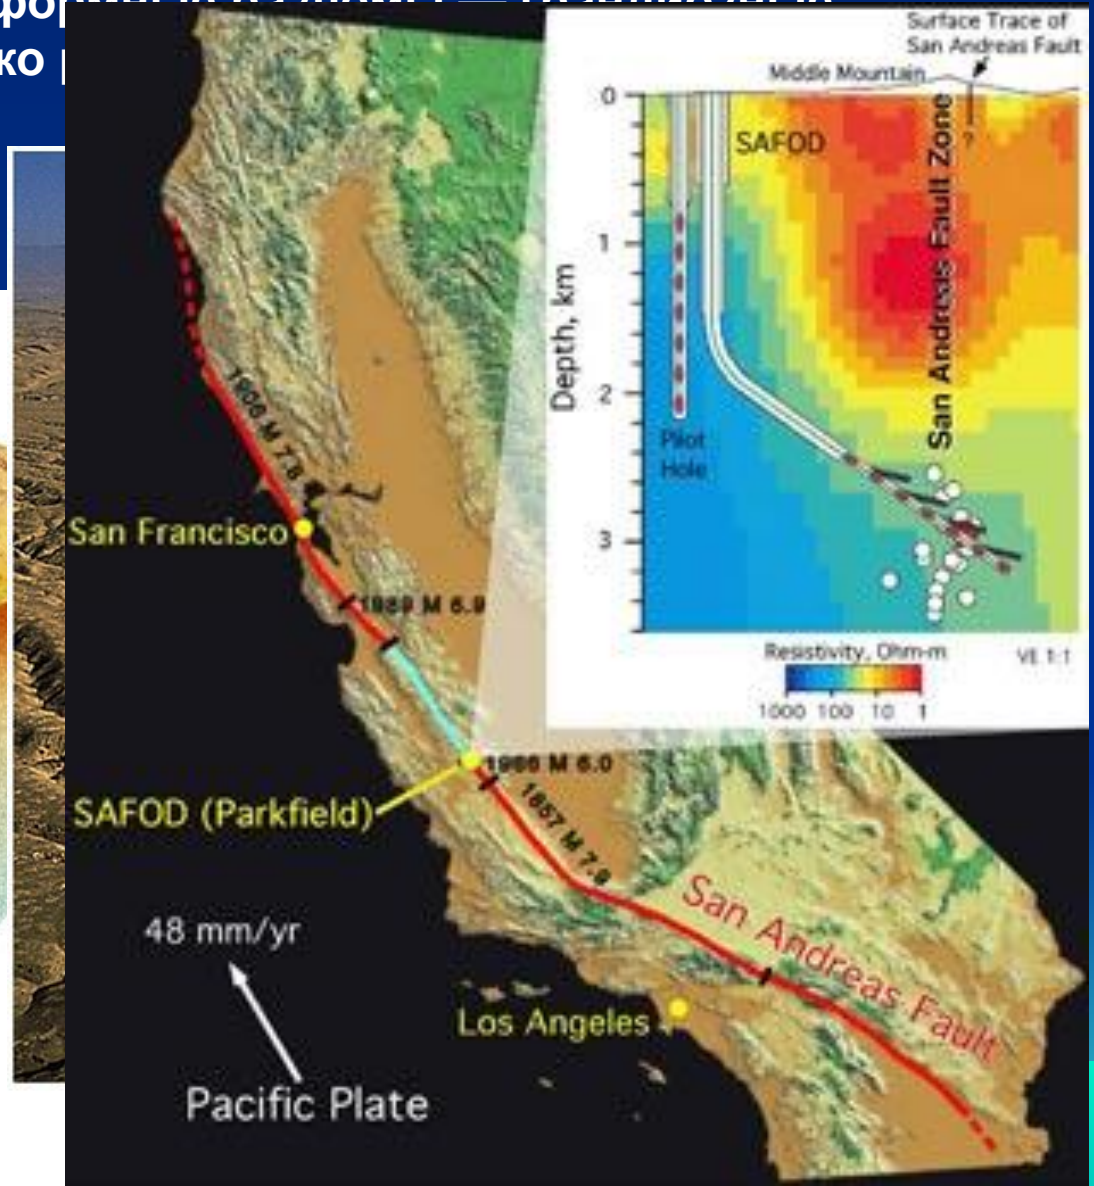 ко
Surface Trace of
San Andreas Fault
Middle Mountain
0
SAFOD
San Andreas Fault Zone
?
1
Depth, km
2
Pilot
Hole
3
Resistivity, Ohm-m
VE 1:1
1000 100 10 1
1906 M 7.8
San Francisco
1989 M 6.9
1966 M 6.0
SAFOD (Parkfield)
1857 M 7.9
San Andreas Fault
48 mm/yr
Los Angeles
Pacific Plate